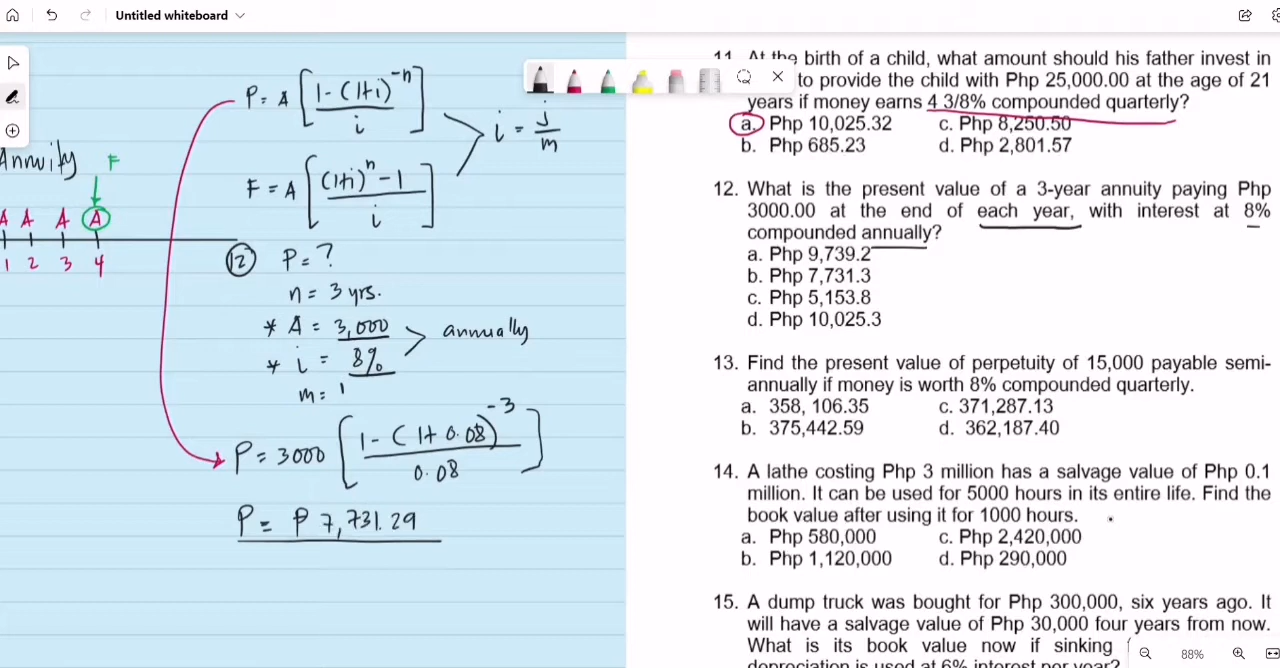 Untitled whiteboard
P = A [ 1 - (1+i)^-n / i ]
i = j / m
F = A [ (1+i)^n - 1 / i ]
Annuity F
A A A A
1 2 3 4
12 P = ?
n = 3 yrs.
* A = 3,000
annually
* i = 8%
m = 1
P = 3000 [ 1 - (1 + 0.08)^-3 / 0.08 ]
P = ₱ 7,731.29
11. At the birth of a child, what amount should his father invest in
to provide the child with Php 25,000.00 at the age of 21
years if money earns 4 3/8% compounded quarterly?
a. Php 10,025.32 c. Php 8,250.50
b. Php 685.23 d. Php 2,801.57
12. What is the present value of a 3-year annuity paying Php
3000.00 at the end of each year, with interest at 8%
compounded annually?
a. Php 9,739.2
b. Php 7,731.3
c. Php 5,153.8
d. Php 10,025.3
13. Find the present value of perpetuity of 15,000 payable semi-
annually if money is worth 8% compounded quarterly.
a. 358, 106.35 c. 371,287.13
b. 375,442.59 d. 362,187.40
14. A lathe costing Php 3 million has a salvage value of Php 0.1
million. It can be used for 5000 hours in its entire life. Find the
book value after using it for 1000 hours.
a. Php 580,000 c. Php 2,420,000
b. Php 1,120,000 d. Php 290,000
15. A dump truck was bought for Php 300,000, six years ago. It
will have a salvage value of Php 30,000 four years from now.
What is its book value now if sinking
depreciation is used at 6% interest per year?
88%